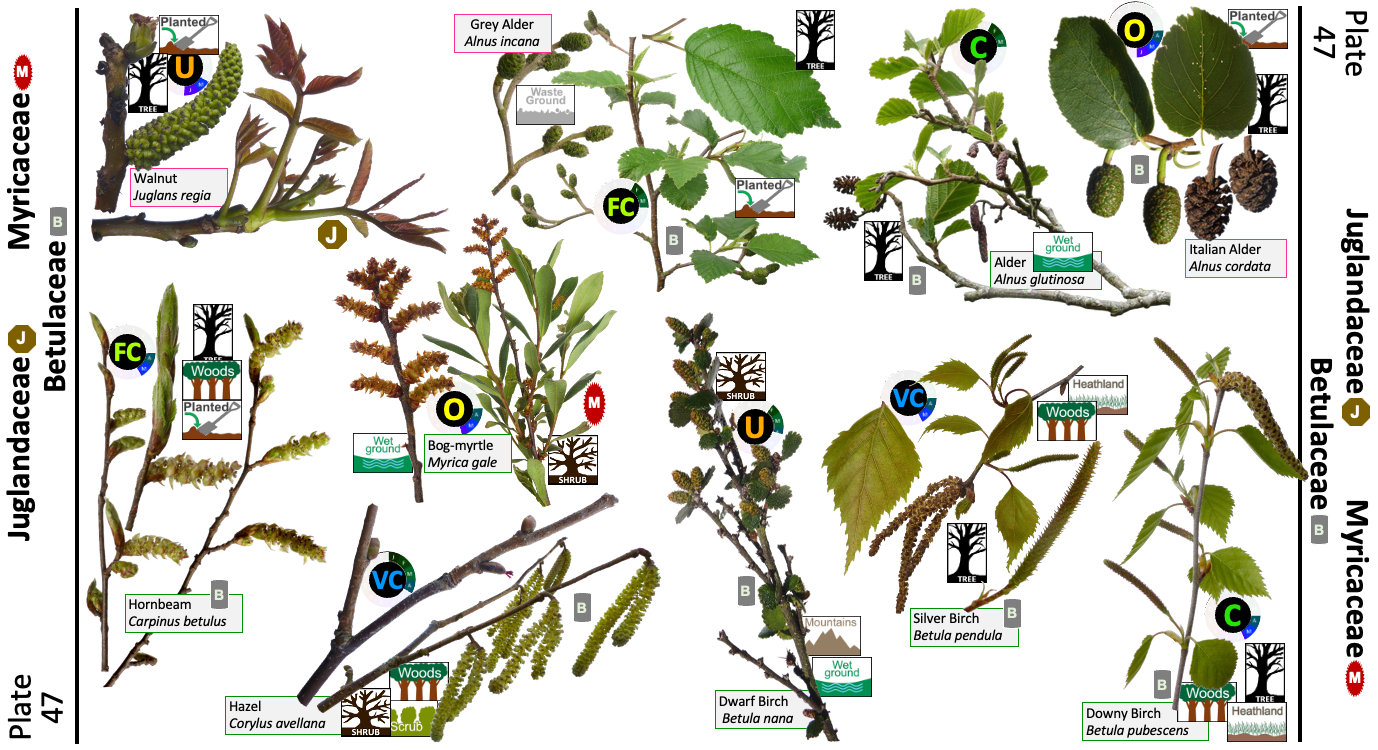 Plate
47
Myricaceae M
Betulaceae B
Juglandaceae J
Plate
47
Planted
TREE
U
Walnut
Juglans regia
J
Grey Alder
Alnus incana
Waste
Ground
TREE
FC
Planted
B
C
TREE
B
Wet
ground
Alder
Alnus glutinosa
O
Planted
TREE
B
Italian Alder
Alnus cordata
FC
TREE
Woods
Planted
B
Hornbeam
Carpinus betulus
O
M
Wet
ground
Bog-myrtle
Myrica gale
SHRUB
VC
B
Woods
Scrub
SHRUB
Hazel
Corylus avellana
SHRUB
U
B
Mountains
Wet
ground
Dwarf Birch
Betula nana
VC
Heathland
Woods
TREE
B
Silver Birch
Betula pendula
C
TREE
B
Woods
Heathland
Downy Birch
Betula pubescens
Juglandaceae J
Betulaceae B
Myricaceae M